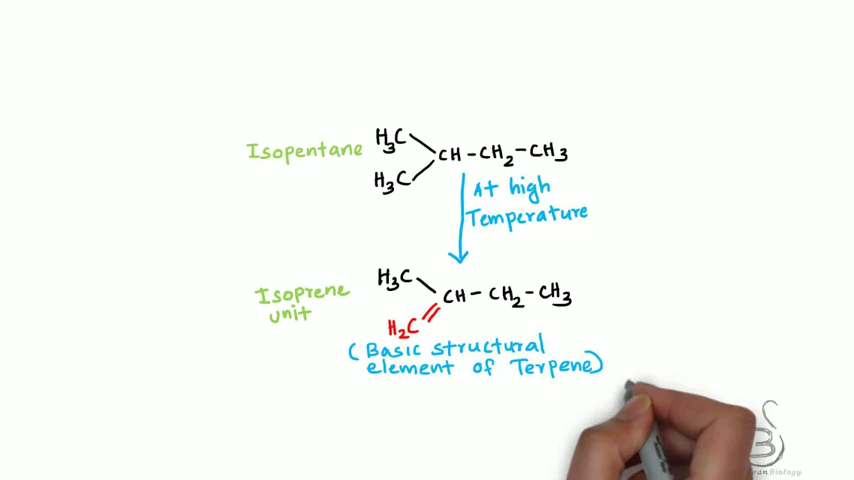 H3C
Isopentane
CH-CH2-CH3
H3C
At high
Temperature
H3C
Isoprene
unit
CH-CH2-CH3
H2C
(Basic structural
element of Terpene)